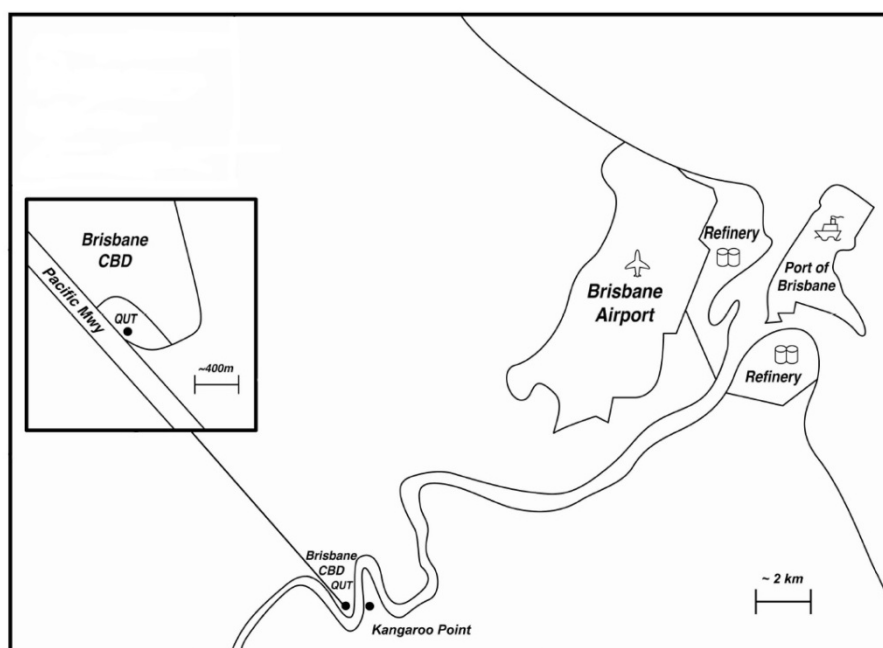 Brisbane
CBD
Pacific Mwy
QUT
~400m
Refinery
Brisbane
Airport
Port of
Brisbane
Refinery
Brisbane
CBD
QUT
Kangaroo Point
~ 2 km